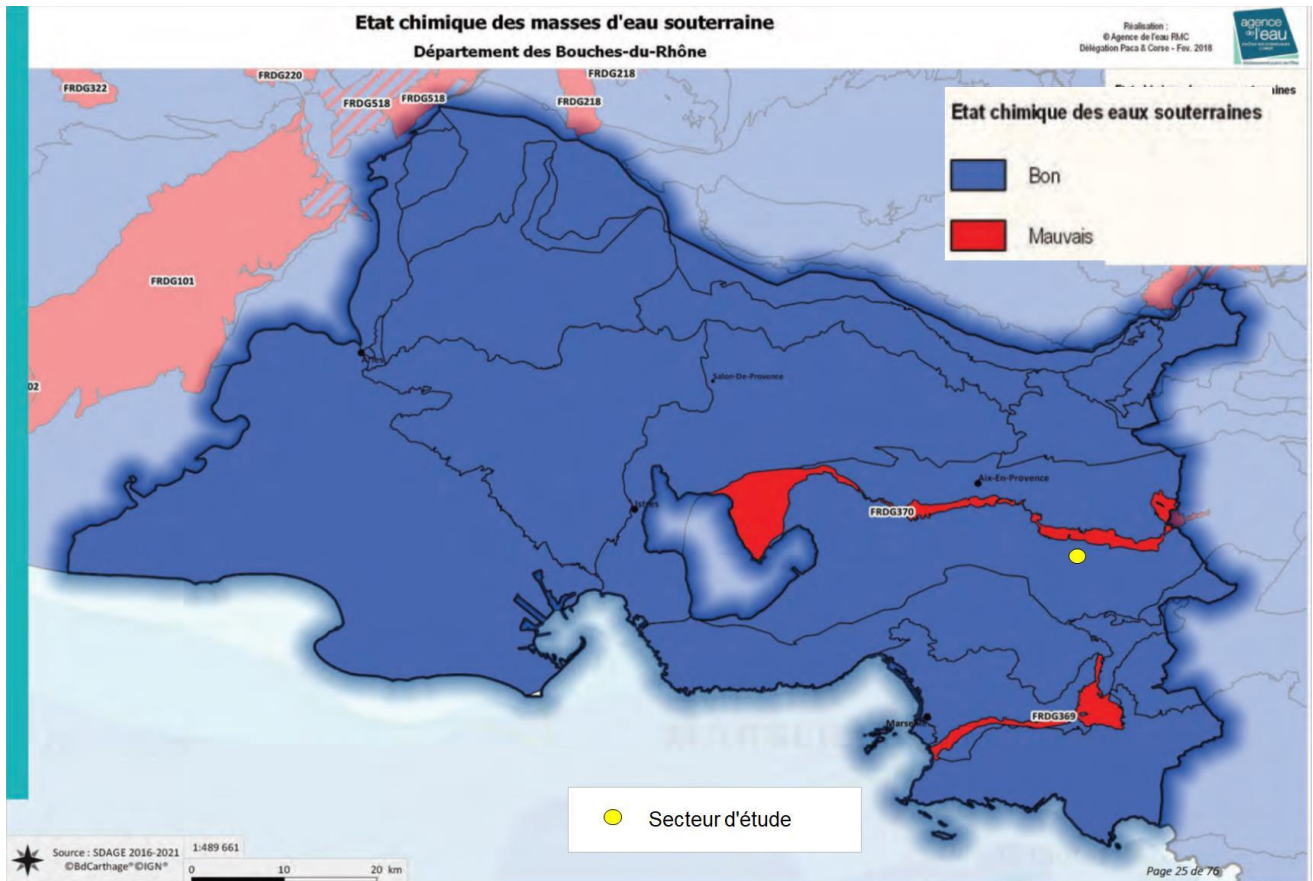 Etat chimique des masses d'eau souterraine
Département des Bouches-du-Rhône
Réalisation :
© Agence de l'eau RMC
Délégation Paca & Corse - Fev. 2018
agence
de l'eau
Etat chimique des eaux souterraines
Bon
Mauvais
FRDG322
FRDG220
FRDG518
FRDG518
FRDG218
FRDG218
FRDG101
02
Arles
Salon-De-Provence
Istres
Aix-En-Provence
FRDG370
FRDG369
Marseille
Secteur d'étude
Source : SDAGE 2016-2021
©BdCarthage®©IGN®
1:489 661
0 10 20 km
Page 25 de 76